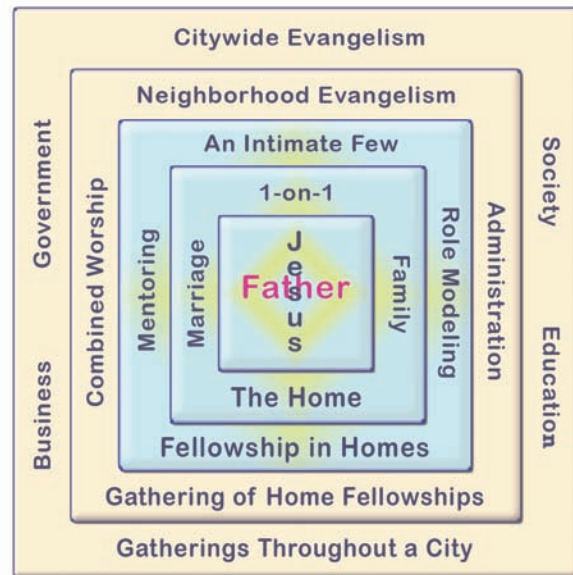 Citywide Evangelism
Neighborhood Evangelism
An Intimate Few
1-on-1
Government
Business
Combined Worship
Mentoring
Marriage
Jesus
Father
Family
Role Modeling
Administration
Society
Education
The Home
Fellowship in Homes
Gathering of Home Fellowships
Gatherings Throughout a City